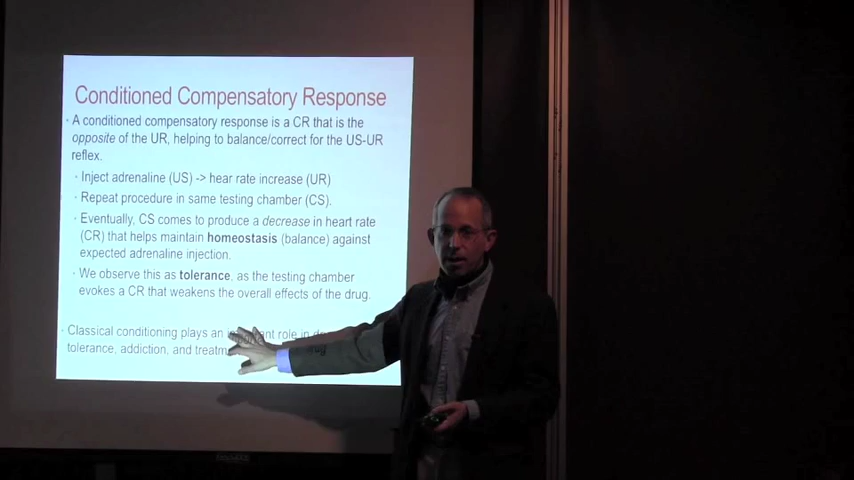 Conditioned Compensatory Response
· A conditioned compensatory response is a CR that is the
opposite of the UR, helping to balance/correct for the US-UR
reflex.
· Inject adrenaline (US) -> hear rate increase (UR)
· Repeat procedure in same testing chamber (CS).
· Eventually, CS comes to produce a decrease in heart rate
(CR) that helps maintain homeostasis (balance) against
expected adrenaline injection.
· We observe this as tolerance, as the testing chamber
evokes a CR that weakens the overall effects of the drug.
· Classical conditioning plays an important role in
tolerance, addiction, and